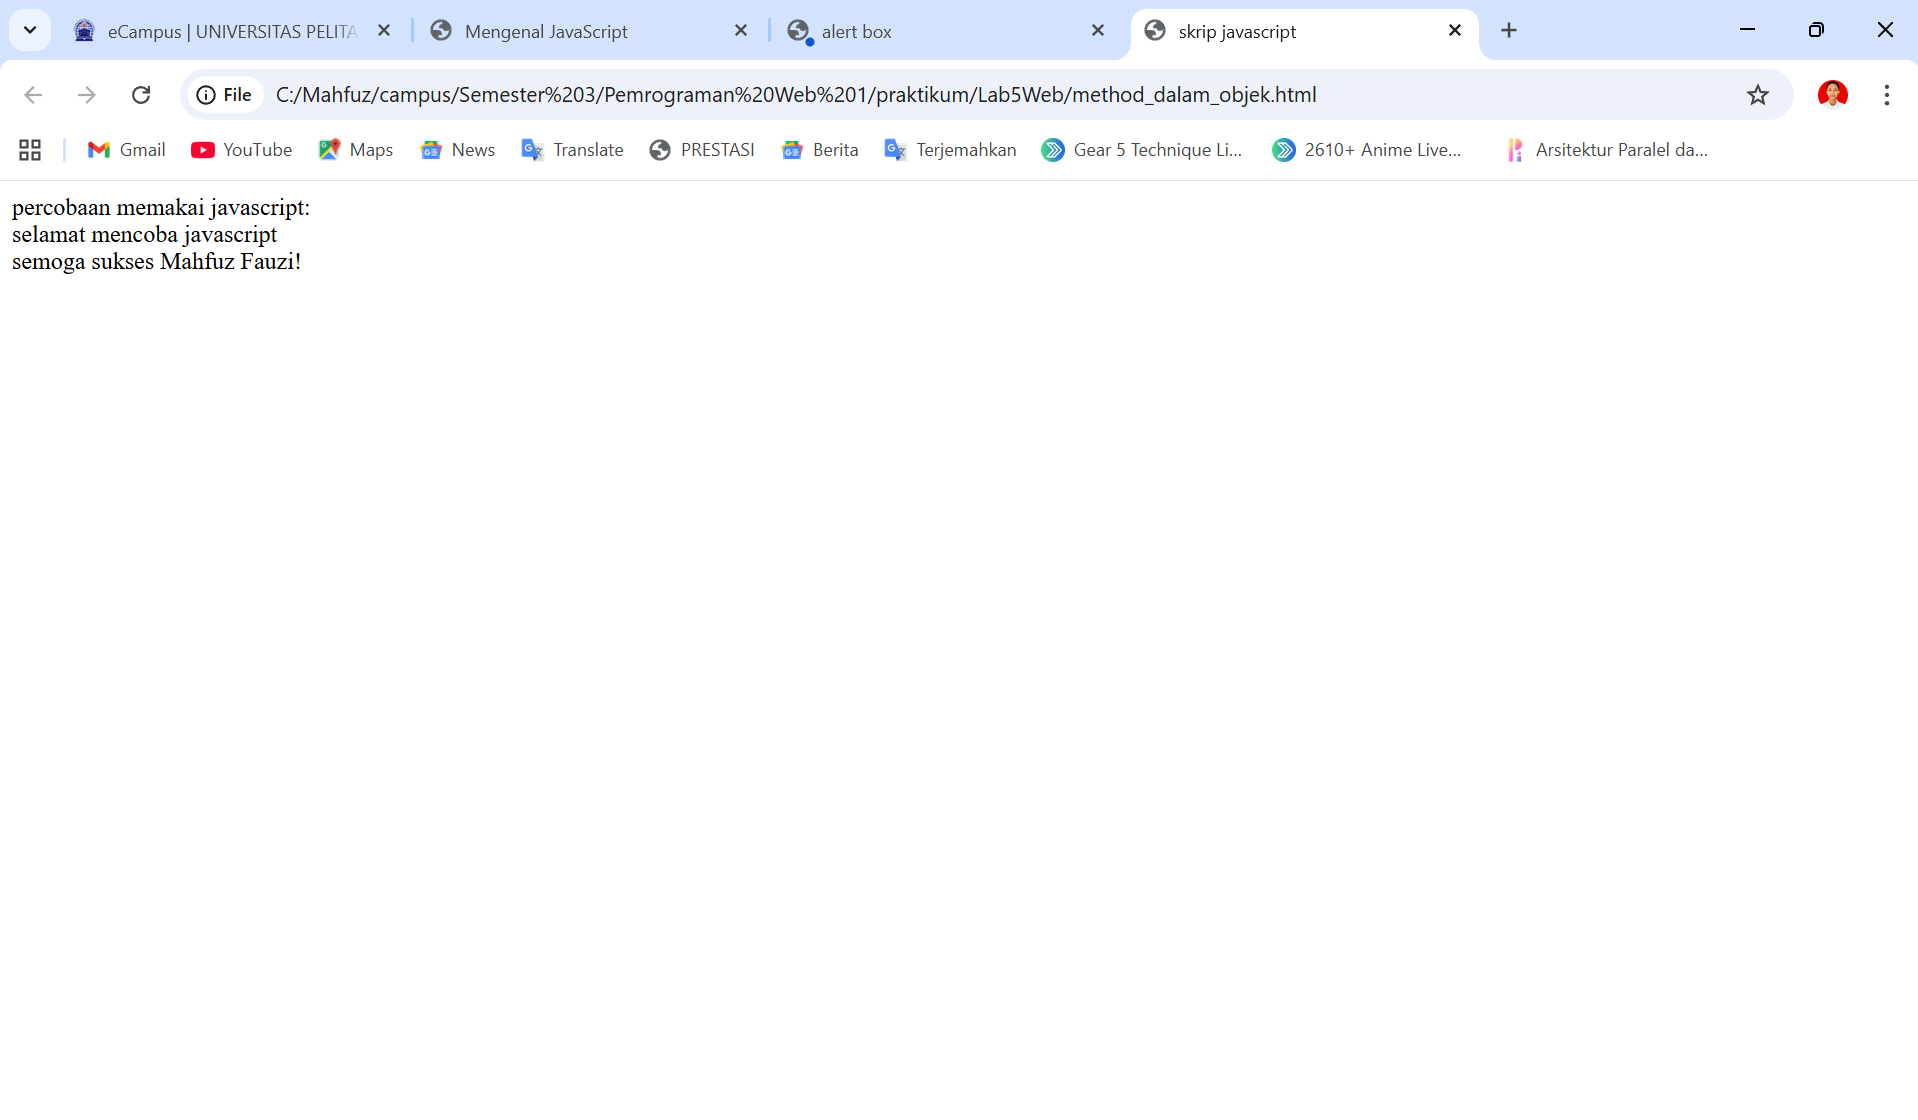 eCampus | UNIVERSITAS PELITA
Mengenal JavaScript
alert box
skrip javascript
File
C:/Mahfuz/campus/Semester%203/Pemrograman%20Web%201/praktikum/Lab5Web/method_dalam_objek.html
Gmail
YouTube
Maps
News
Translate
PRESTASI
Berita
Terjemahkan
Gear 5 Technique Li...
2610+ Anime Live...
Arsitektur Paralel da...
percobaan memakai javascript:
selamat mencoba javascript
semoga sukses Mahfuz Fauzi!